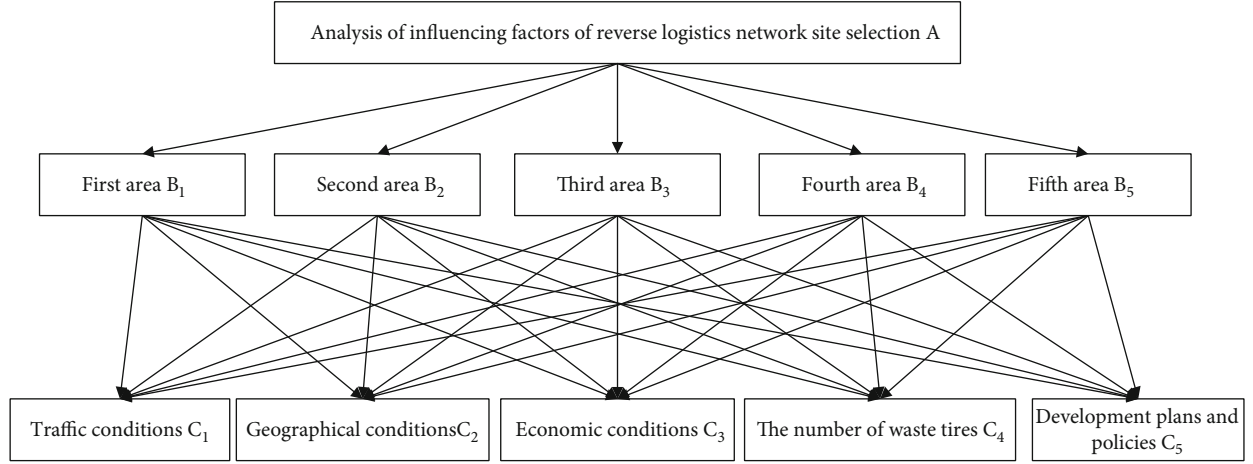 Analysis of influencing factors of reverse logistics network site selection A
First area B₁
Second area B₂
Third area B₃
Fourth area B₄
Fifth area B₅
Traffic conditions C₁
Geographical conditionsC₂
Economic conditions C₃
The number of waste tires C₄
Development plans and
policies C₅